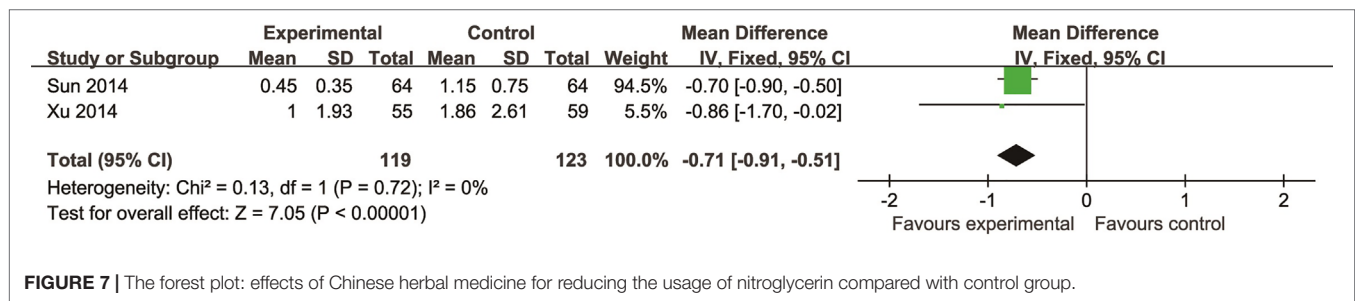 Experimental Control Mean Difference Mean Difference
Study or Subgroup Mean SD Total Mean SD Total Weight IV, Fixed, 95% CI IV, Fixed, 95% CI
Sun 2014 0.45 0.35 64 1.15 0.75 64 94.5% -0.70 [-0.90, -0.50]
Xu 2014 1 1.93 55 1.86 2.61 59 5.5% -0.86 [-1.70, -0.02]
Total (95% CI) 119 123 100.0% -0.71 [-0.91, -0.51]
Heterogeneity: Chi² = 0.13, df = 1 (P = 0.72); I² = 0%
Test for overall effect: Z = 7.05 (P < 0.00001)
-2 -1 0 1 2
Favours experimental Favours control
FIGURE 7 | The forest plot: effects of Chinese herbal medicine for reducing the usage of nitroglycerin compared with control group.